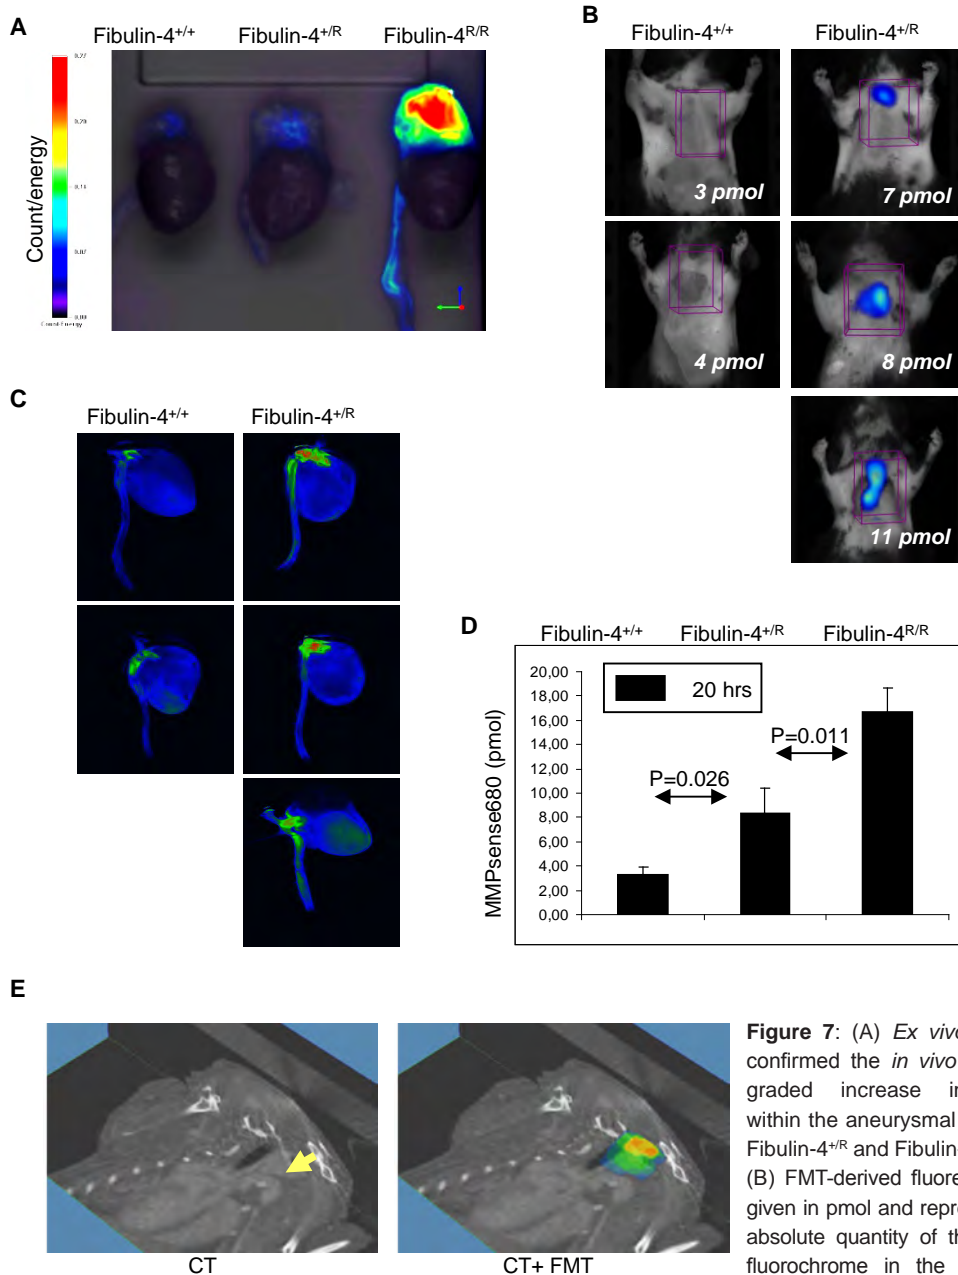 A
Fibulin-4+/+ Fibulin-4+/R Fibulin-4R/R
Count/energy
B
Fibulin-4+/+ Fibulin-4+/R
3 pmol 7 pmol
4 pmol 8 pmol
11 pmol
C
Fibulin-4+/+ Fibulin-4+/R
D
Fibulin-4+/+ Fibulin-4+/R Fibulin-4R/R
MMPsense680 (pmol)
20,00
18,00
16,00
14,00
12,00
10,00
8,00
6,00
4,00
2,00
0,00
20 hrs
P=0.026
P=0.011
E
CT
CT+ FMT
Figure 7: (A) Ex vivo
confirmed the in vivo
graded increase in
within the aneurysmal
Fibulin-4+/R and Fibulin-
(B) FMT-derived fluore
given in pmol and repre
absolute quantity of th
fluorochrome in the